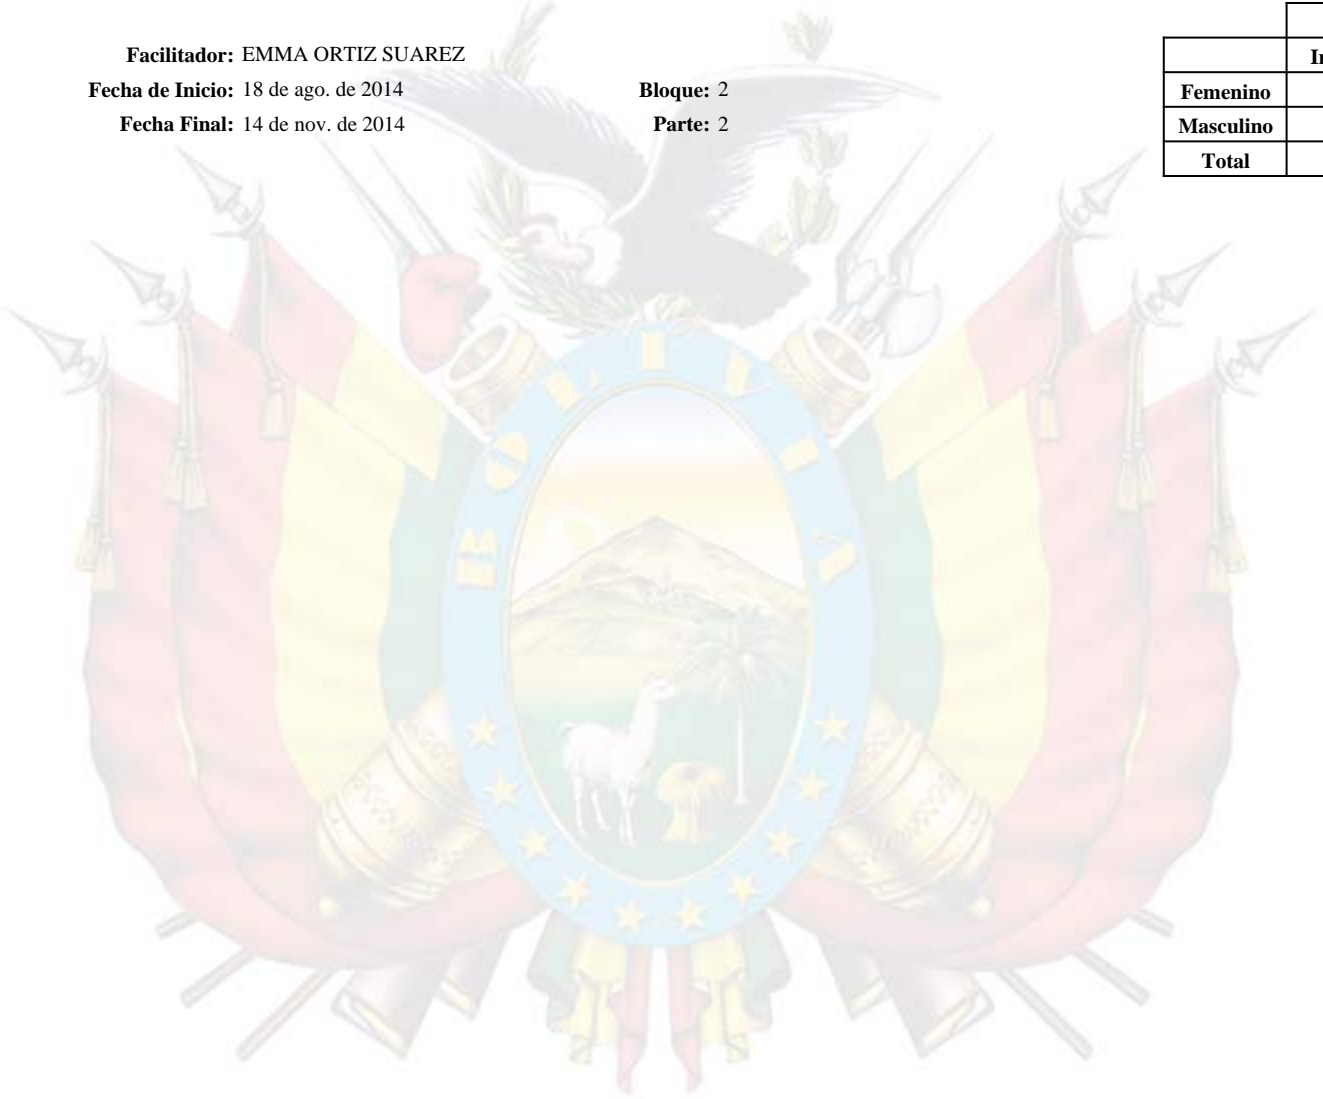 Facilitador: EMMA ORTIZ SUAREZ
Fecha de Inicio: 18 de ago. de 2014 Bloque: 2
Fecha Final: 14 de nov. de 2014 Parte: 2
Femenino
Masculino
Total
BOLIVIA